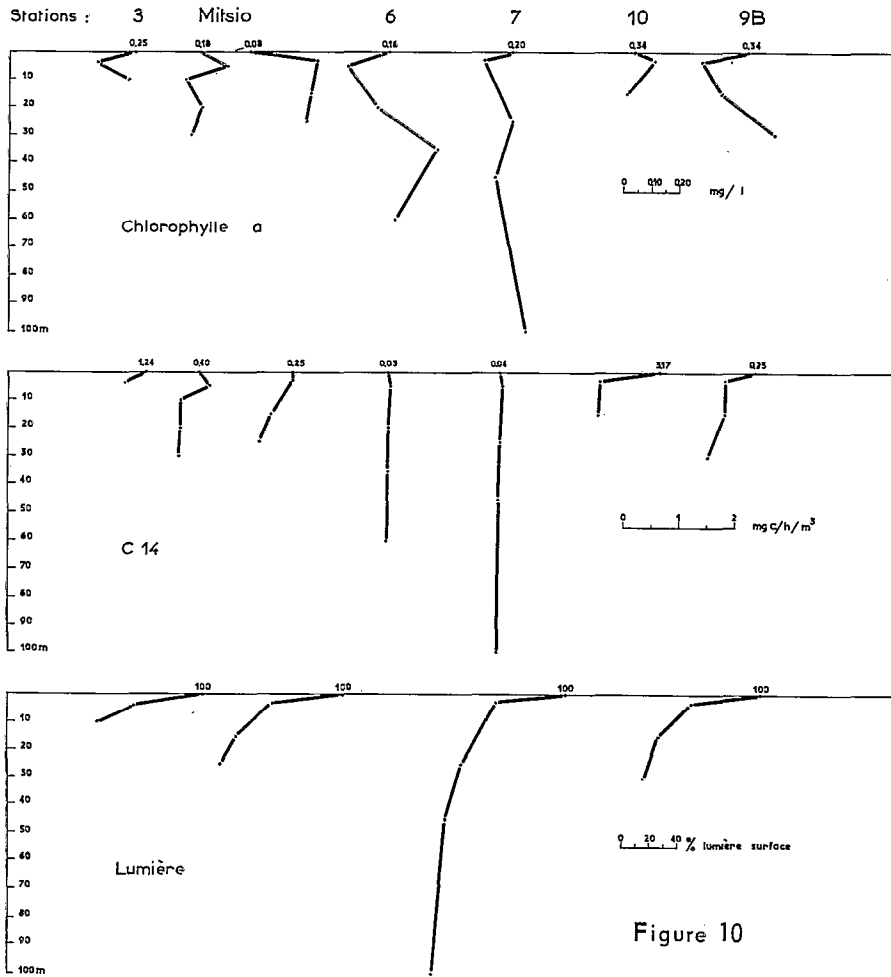 Stations : 3 Mitsio 6 7 10 9B
0,25 0,18 0,08 0,16 0,20 0,34 0,34
10
20
30
40
50
60
70
80
90
100m
Chlorophylle a
0 0,10 0,20 mg/l
1,24 0,40 0,25 0,03 0,04 3,17 0,25
10
20
30
40
50
60
70
80
90
100m
C 14
0 1 2 mgC/h/m³
100 100 100 100
10
20
30
40
50
60
70
80
90
100m
Lumière
0 20 40 % lumière surface
Figure 10